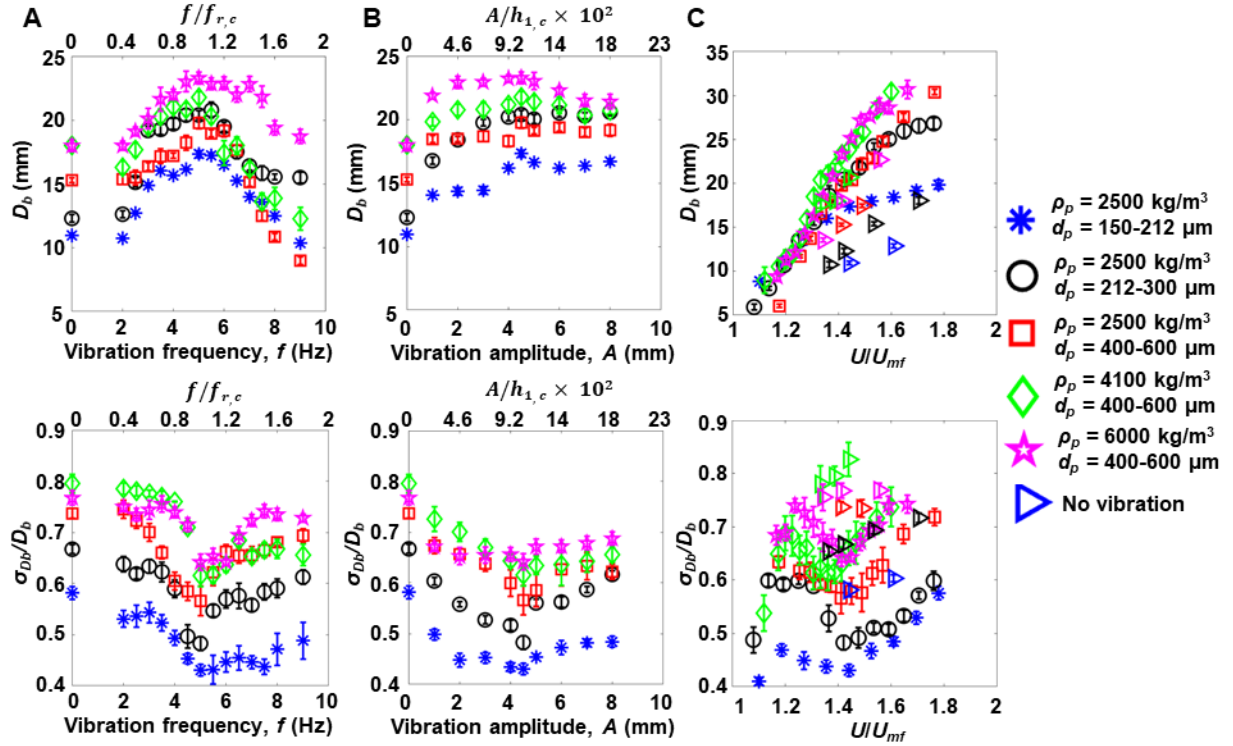 A
f/f_{r,c}
0 0.4 0.8 1.2 1.6 2
25
20
15
10
5
D_b (mm)
0 2 4 6 8 10
Vibration frequency, f (Hz)
B
A/h_{1,c} × 10^2
0 4.6 9.2 14 18 23
25
20
15
10
5
D_b (mm)
0 2 4 6 8 10
Vibration amplitude, A (mm)
C
35
30
25
20
15
10
5
D_b (mm)
1 1.2 1.4 1.6 1.8 2
U/U_{mf}
f/f_{r,c}
0 0.4 0.8 1.2 1.6 2
0.9
0.8
0.7
0.6
0.5
0.4
σ_{Db}/D_b
0 2 4 6 8 10
Vibration frequency, f (Hz)
A/h_{1,c} × 10^2
0 4.6 9.2 14 18 23
0.9
0.8
0.7
0.6
0.5
0.4
σ_{Db}/D_b
0 2 4 6 8 10
Vibration amplitude, A (mm)
0.9
0.8
0.7
0.6
0.5
0.4
σ_{Db}/D_b
1 1.2 1.4 1.6 1.8 2
U/U_{mf}
ρ_p = 2500 kg/m^3
d_p = 150-212 μm
ρ_p = 2500 kg/m^3
d_p = 212-300 μm
ρ_p = 2500 kg/m^3
d_p = 400-600 μm
ρ_p = 4100 kg/m^3
d_p = 400-600 μm
ρ_p = 6000 kg/m^3
d_p = 400-600 μm
No vibration